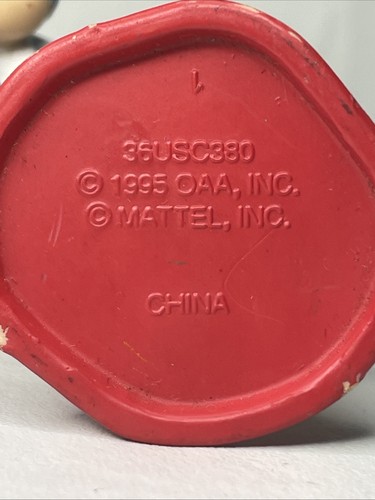 1
36USC380
© 1995 OAA, INC.
© MATTEL, INC.
CHINA